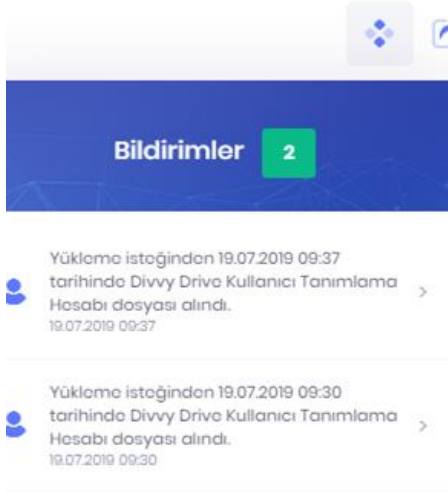 Bildirimler 2
Yükleme isteğinden 19.07.2019 09:37
tarihinde Divvy Drive Kullanıcı Tanımlama
Hesabı dosyası alındı.
19.07.2019 09:37
Yükleme isteğinden 19.07.2019 09:30
tarihinde Divvy Drive Kullanıcı Tanımlama
Hesabı dosyası alındı.
19.07.2019 09:30